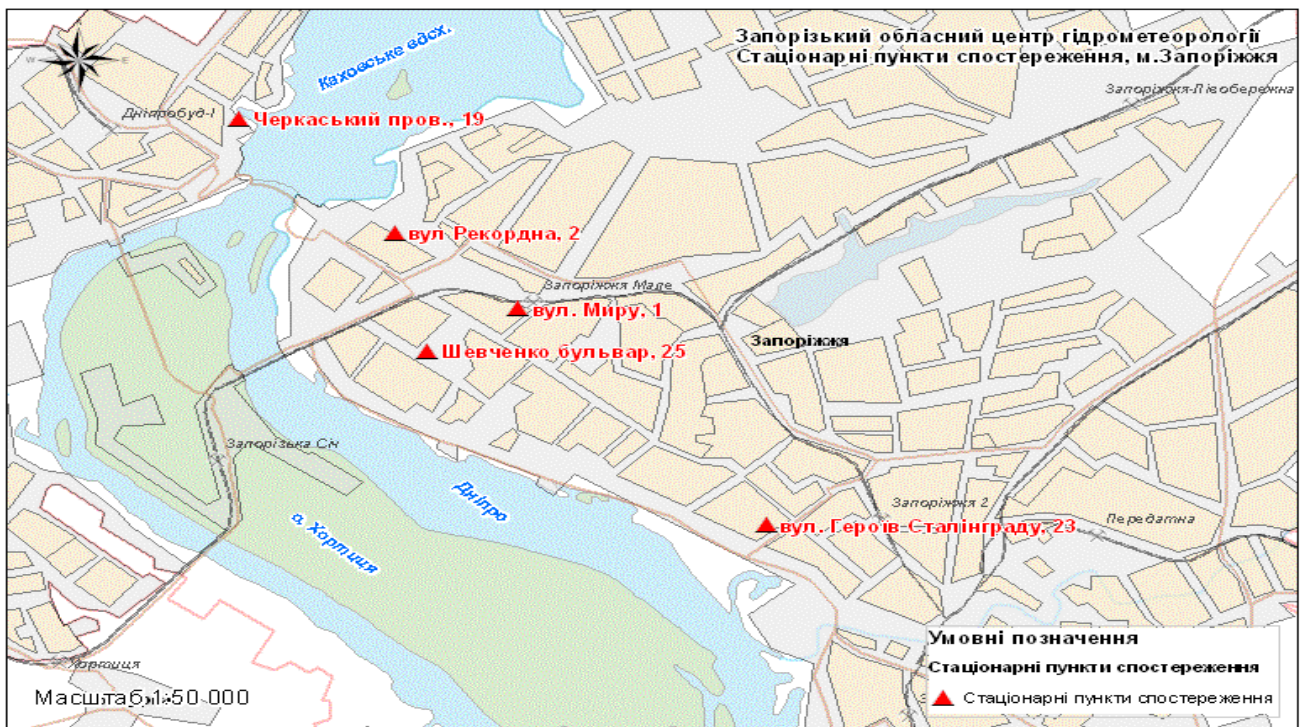 Запорізький обласний центр гідрометеорології
Стаціонарні пункти спостереження, м.Запоріжжя
W E
Каховське вдсх.
Запоріжжя-Лівобережна
Дніпробуд-І
Черкаський пров., 19
вул Рекордна, 2
Запоріжжя Мале
вул. Миру, 1
Запоріжжя
Шевченко бульвар, 25
Запорізька Січ
Дніпро
Запоріжжя 2
о. Хортиця
вул. Героїв Сталінграду, 23
Передатна
Умовні позначення
Стаціонарні пункти спостереження
Стаціонарні пункти спостереження
Хортиця
Масштаб 1:50 000